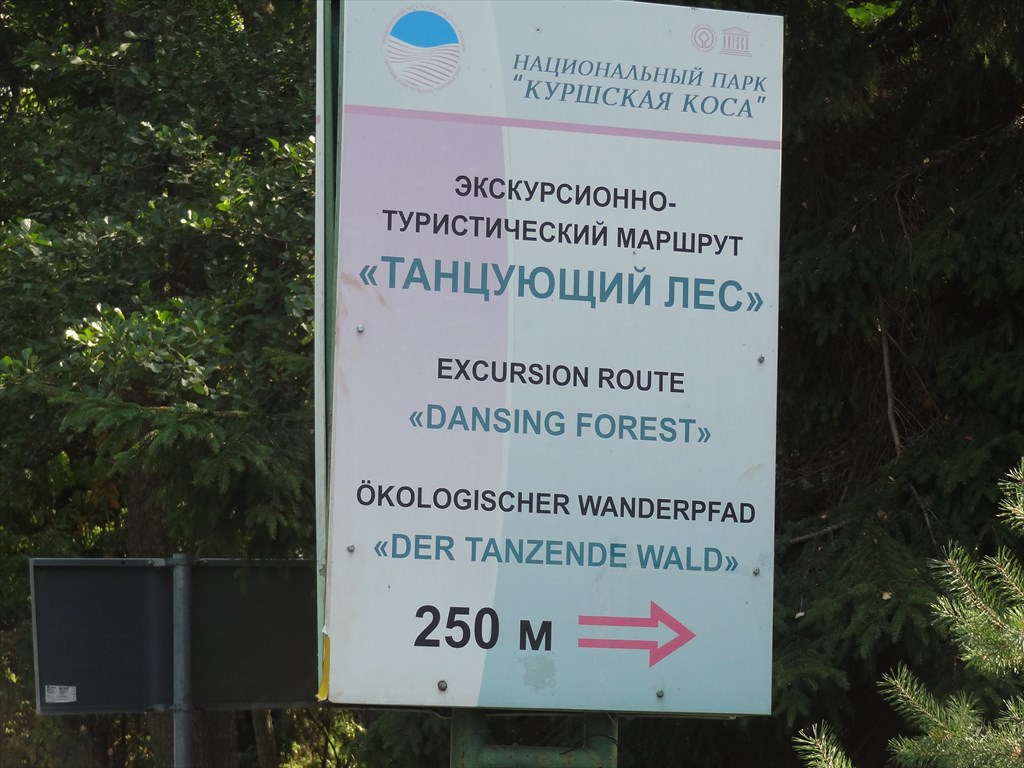 НАЦИОНАЛЬНЫЙ ПАРК
"КУРШСКАЯ КОСА"
ЭКСКУРСИОННО-
ТУРИСТИЧЕСКИЙ МАРШРУТ
«ТАНЦУЮЩИЙ ЛЕС»
EXCURSION ROUTE
«DANSING FOREST»
ÖKOLOGISCHER WANDERPFAD
«DER TANZENDE WALD»
250 м